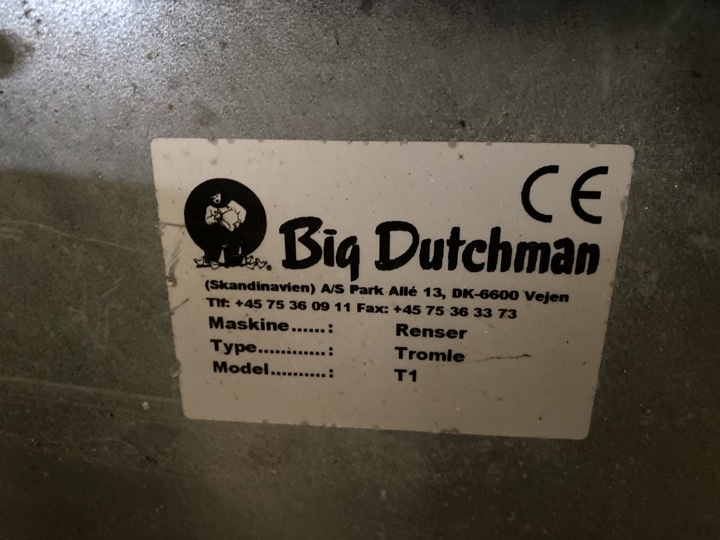 CE
Big Dutchman
(Skandinavien) A/S Park Allé 13, DK-6600 Vejen
Tlf: +45 75 36 09 11 Fax: +45 75 36 33 73
Maskine......: Renser
Type............: Tromle
Model..........: T1